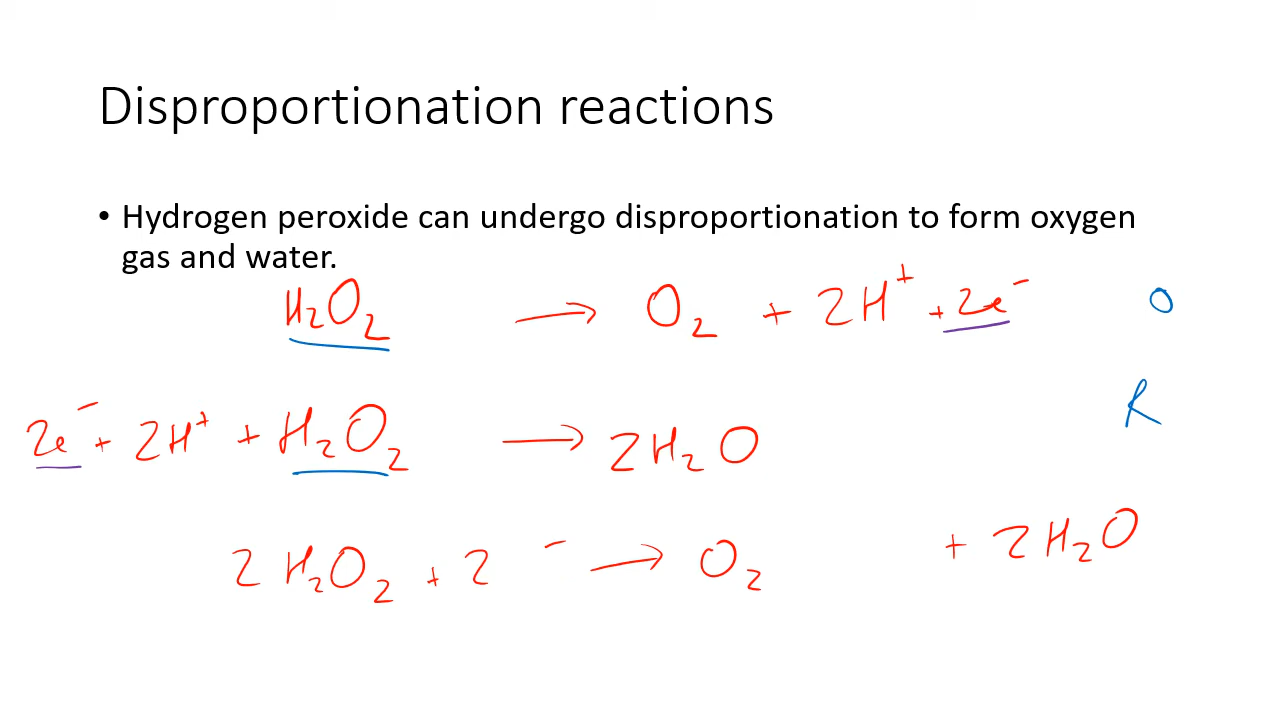 Disproportionation reactions
• Hydrogen peroxide can undergo disproportionation to form oxygen
gas and water.
H₂O₂ → O₂ + 2H⁺ + 2e⁻ O
2e⁻ + 2H⁺ + H₂O₂ → 2H₂O R
2H₂O₂ + 2 ⁻ → O₂ + 2H₂O